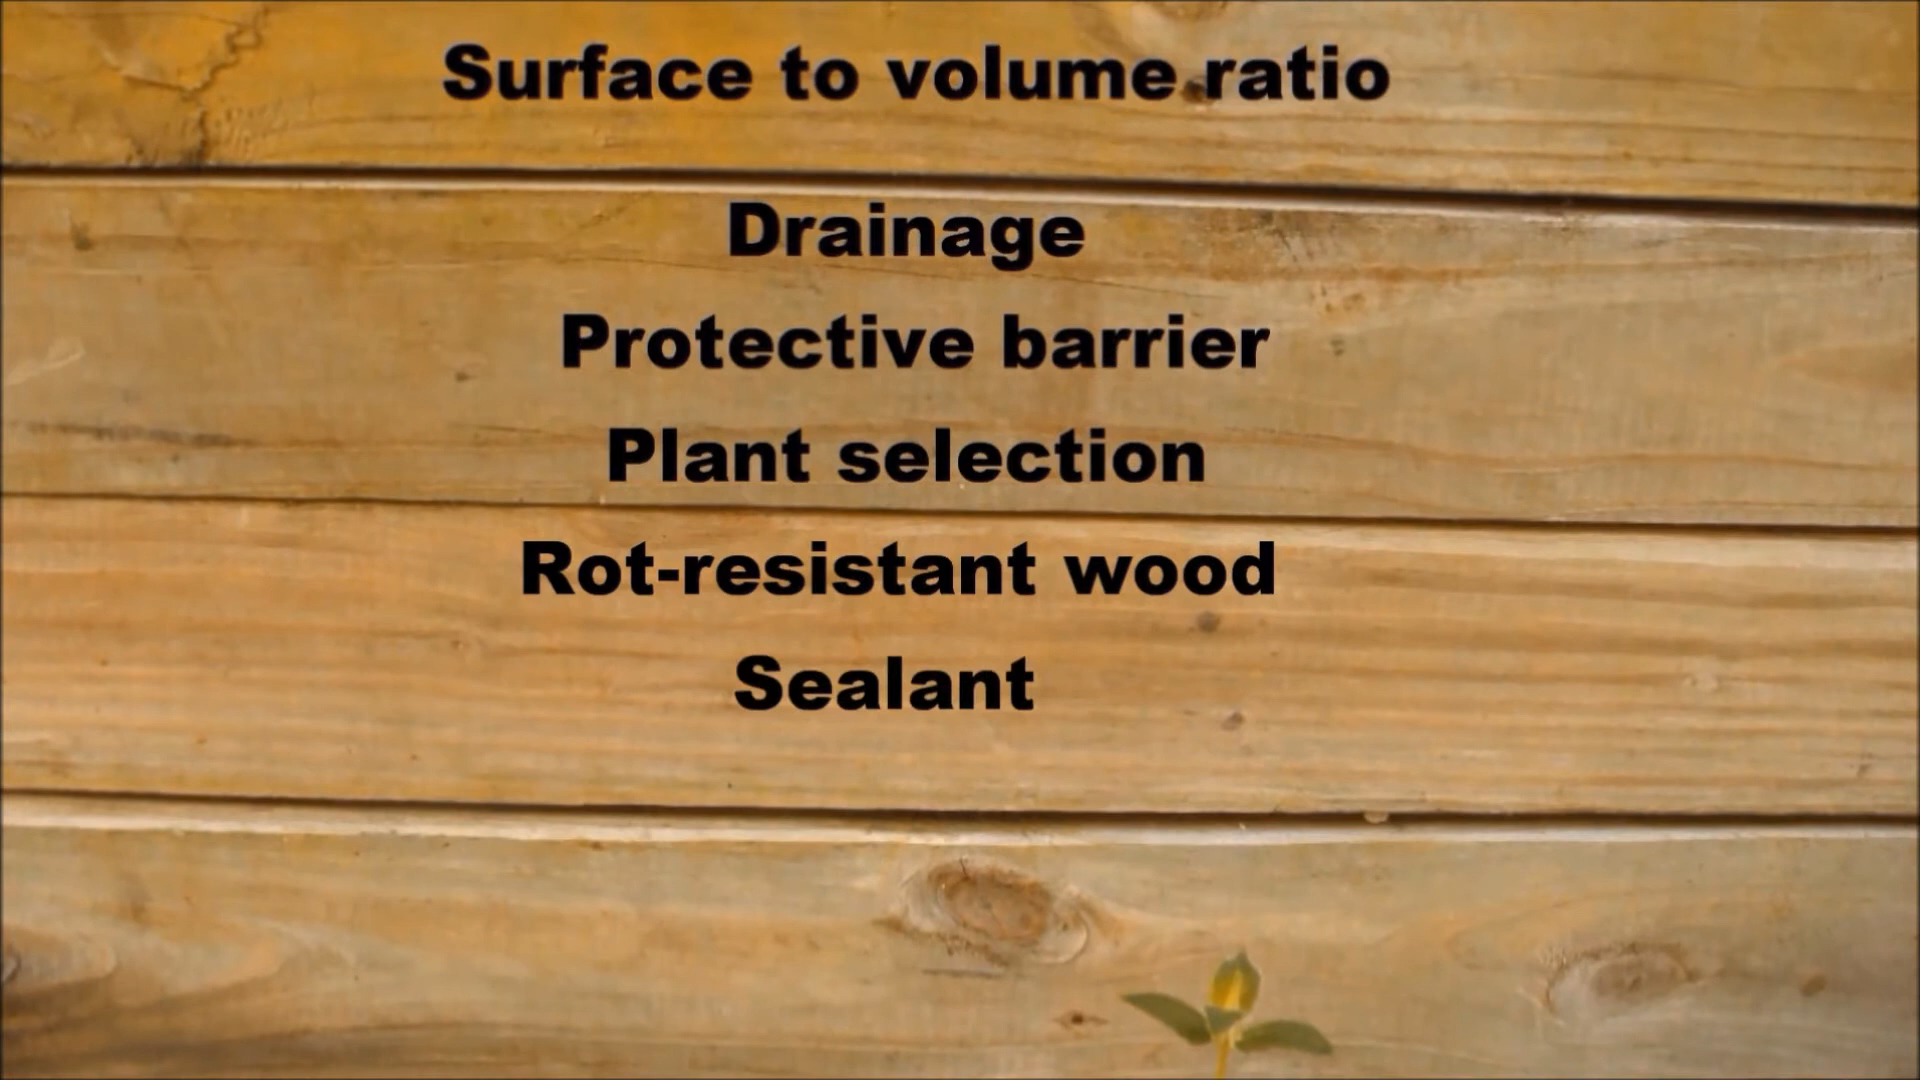 Surface to volume ratio
Drainage
Protective barrier
Plant selection
Rot-resistant wood
Sealant